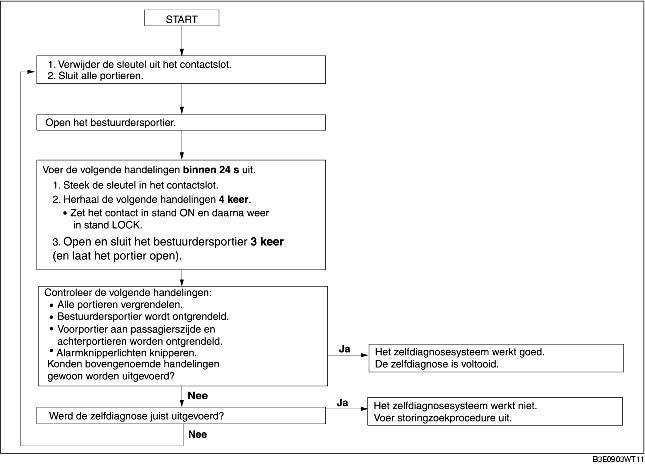 START
1. Verwijder de sleutel uit het contactslot.
2. Sluit alle portieren.
Open het bestuurdersportier.
Voer de volgende handelingen binnen 24 s uit.
1. Steek de sleutel in het contactslot.
2. Herhaal de volgende handelingen 4 keer.
• Zet het contact in stand ON en daarna weer
in stand LOCK.
3. Open en sluit het bestuurdersportier 3 keer
(en laat het portier open).
Controleer de volgende handelingen:
• Alle portieren vergrendelen.
• Bestuurdersportier wordt ontgrendeld.
• Voorportier aan passagierszijde en
achterportieren worden ontgrendeld.
• Alarmknipperlichten knipperen.
Konden bovengenoemde handelingen
gewoon worden uitgevoerd?
Ja
Het zelfdiagnosesysteem werkt goed.
De zelfdiagnose is voltooid.
Nee
Werd de zelfdiagnose juist uitgevoerd?
Ja
Het zelfdiagnosesysteem werkt niet.
Voer storingzoekprocedure uit.
Nee
B3E0903WT11